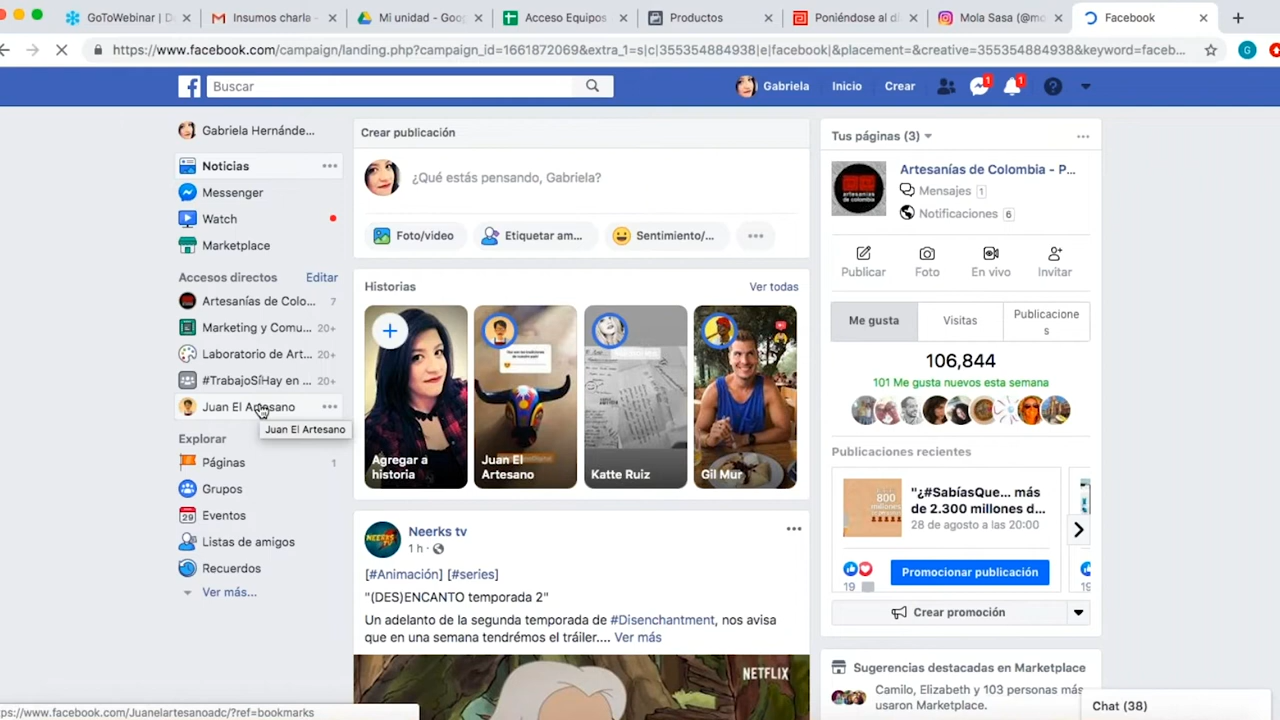 GoToWebinar | D
Gmail Insumos charla -
Mi unidad - Goo
Acceso Equipos
Productos
Poniéndose al d
Mola Sasa (@mo
Facebook
https://www.facebook.com/campaign/landing.php?campaign_id=1661872069&extra_1=s|c|355354884938|e|facebook|&placement=&creative=355354884938&keyword=faceb...
G
Buscar
Gabriela
Inicio
Crear
1
1
Gabriela Hernánde...
Noticias
Messenger
Watch
Marketplace
Accesos directos Editar
Artesanías de Colo... 7
Marketing y Comu... 20+
Laboratorio de Art... 20+
#TrabajoSíHay en ... 20+
Juan El Artesano
Juan El Artesano
Explorar
Páginas 1
Grupos
Eventos
Listas de amigos
Recuerdos
Ver más...
Crear publicación
¿Qué estás pensando, Gabriela?
Foto/video
Etiquetar am...
Sentimiento/...
Historias Ver todas
Agregar a
historia
Juan El
Artesano
Katte Ruiz
Gil Mur
Neerks tv
1 h ·
[#Animación] [#series]
"(DES)ENCANTO temporada 2"
Un adelanto de la segunda temporada de #Disenchantment, nos avisa
que en una semana tendrémos el tráiler.... Ver más
NETFLIX
Tus páginas (3)
Artesanías de Colombia - P...
Mensajes 1
Notificaciones 6
Publicar
Foto
En vivo
Invitar
Me gusta
Visitas
Publicacione
s
106,844
101 Me gusta nuevos esta semana
Publicaciones recientes
800
"¿#SabíasQue... más
de 2.300 millones d...
28 de agosto a las 20:00
19
Promocionar publicación
19
Crear promoción
Sugerencias destacadas en Marketplace
Camilo, Elizabeth y 103 personas más
usaron Marketplace.
Chat (38)
ps://www.facebook.com/Juanelartesanoadc/?ref=bookmarks